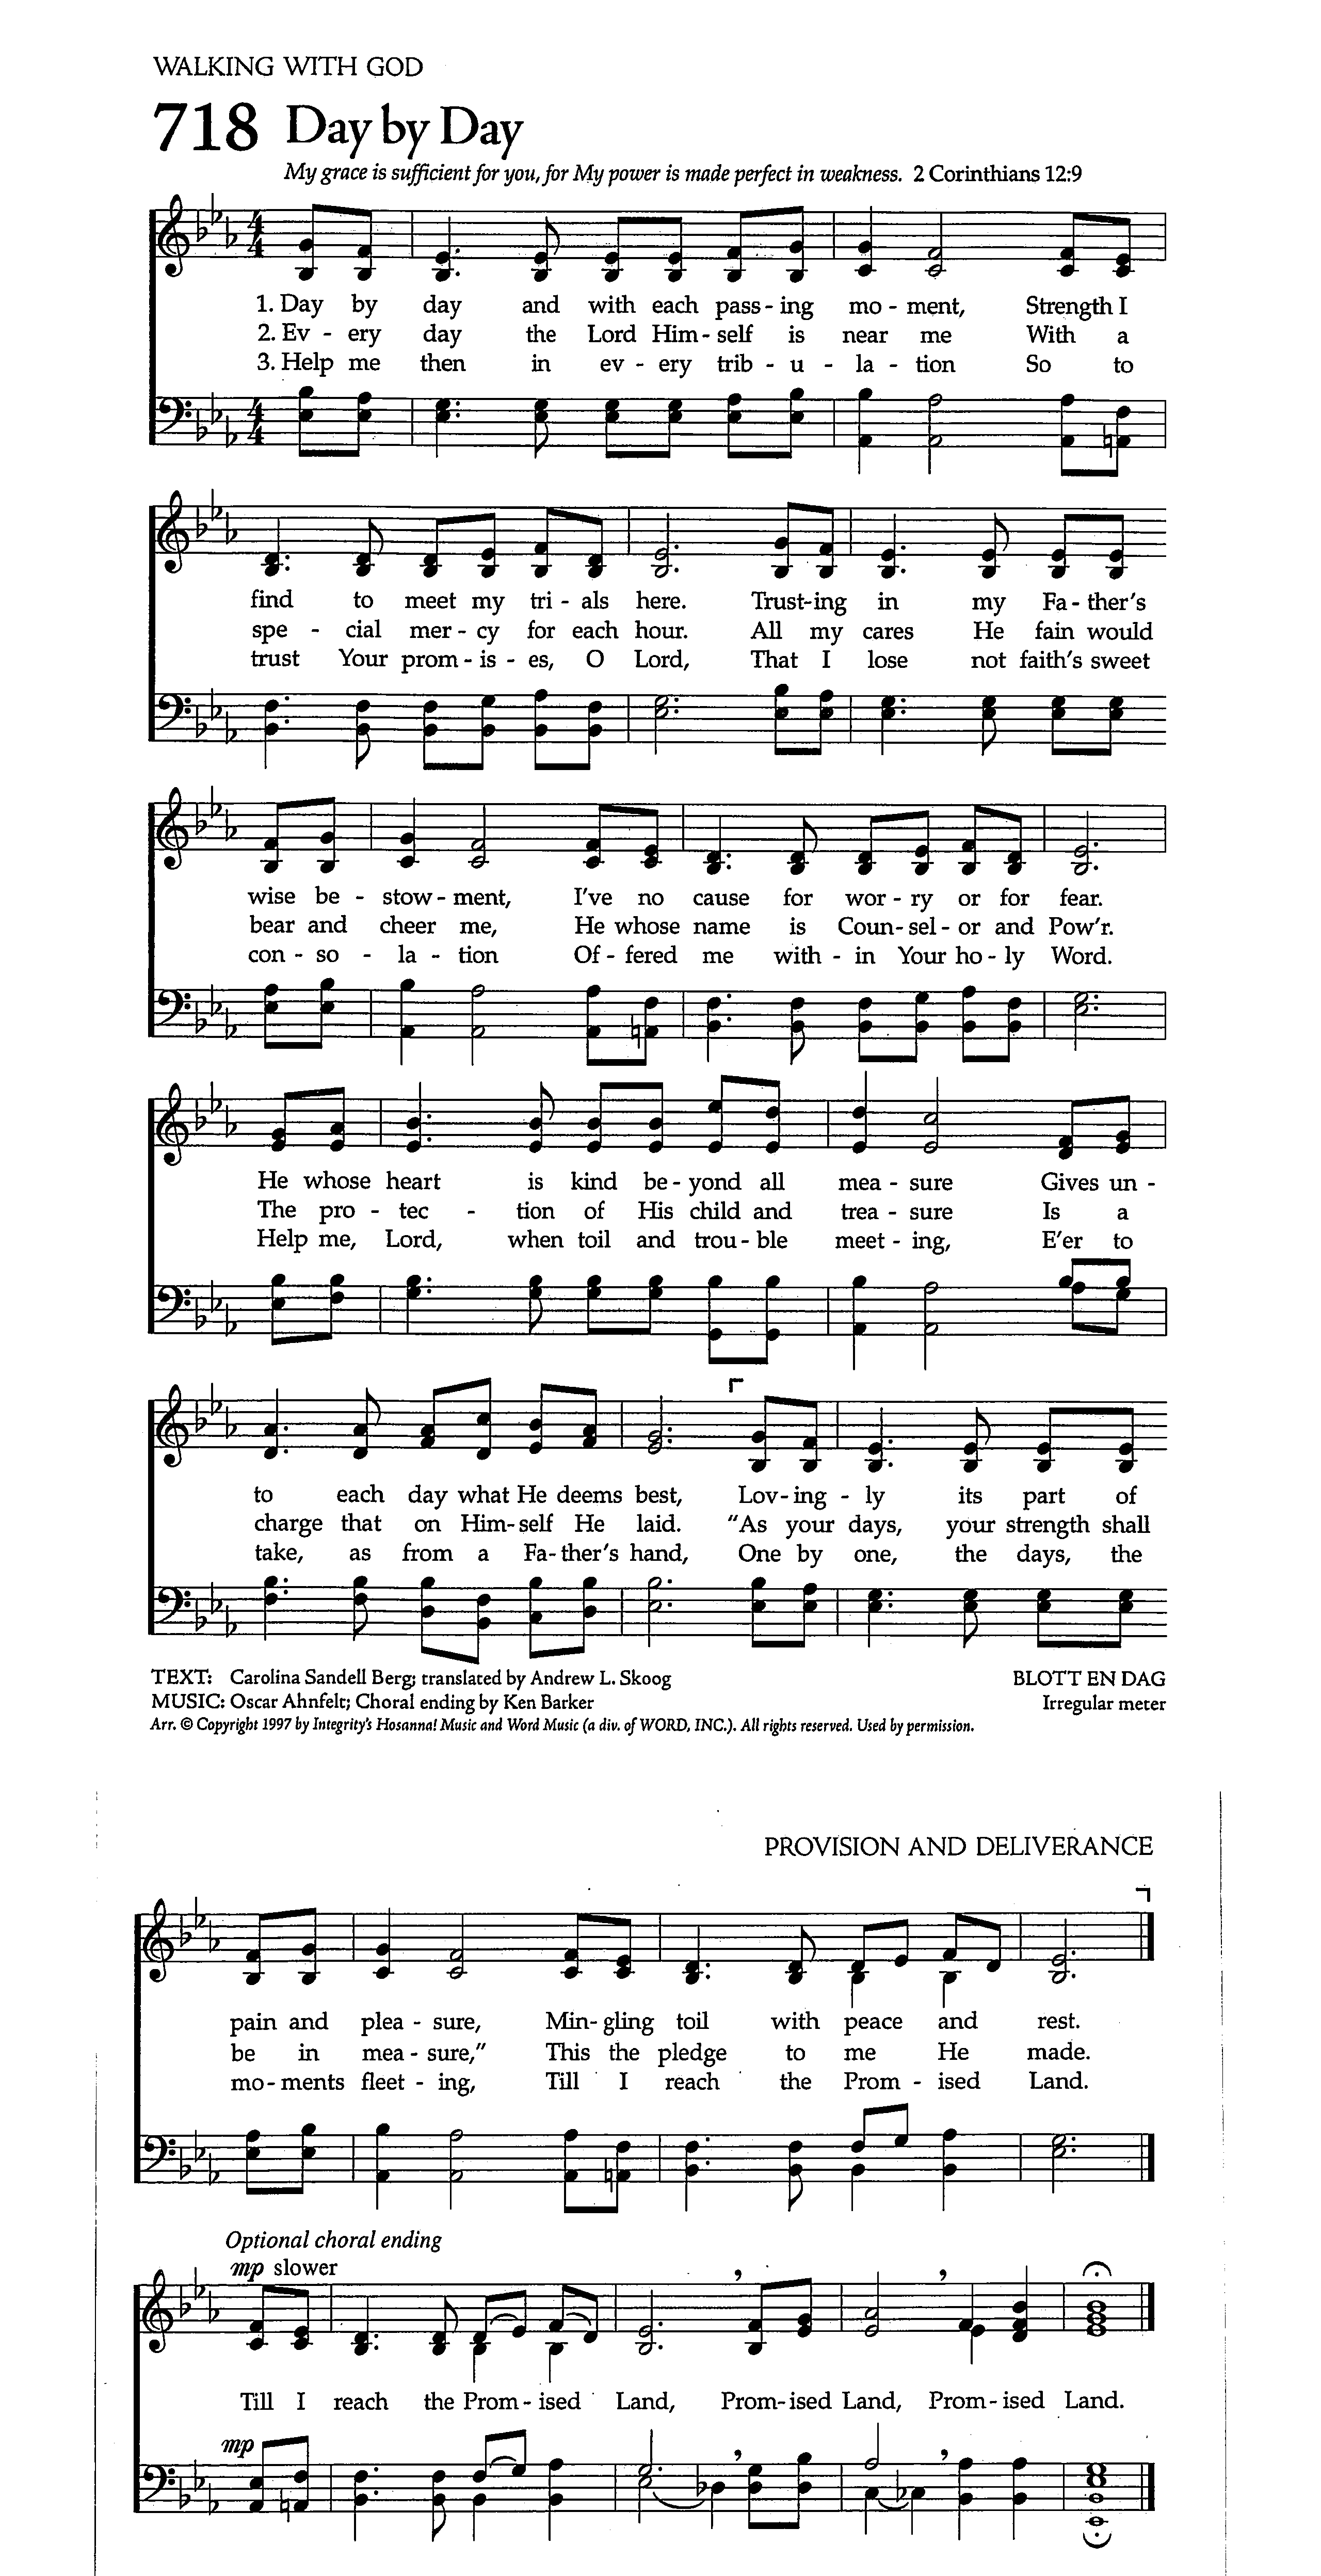 WALKING WITH GOD
718 Day by Day
My grace is sufficient for you, for My power is made perfect in weakness. 2 Corinthians 12:9
1. Day by day and with each pass - ing mo - ment, Strength I
2. Ev - ery day the Lord Him - self is near me With a
3. Help me then in ev - ery trib - u - la - tion So to
find to meet my tri - als here. Trust - ing in my Fa - ther's
spe - cial mer - cy for each hour. All my cares He fain would
trust Your prom - is - es, O Lord, That I lose not faith's sweet
wise be - stow - ment, I've no cause for wor - ry or for fear.
bear and cheer me, He whose name is Coun - sel - or and Pow'r.
con - so - la - tion Of - fered me with - in Your ho - ly Word.
He whose heart is kind be - yond all mea - sure Gives un -
The pro - tec - tion of His child and trea - sure Is a
Help me, Lord, when toil and trou - ble meet - ing, E'er to
to each day what He deems best, Lov - ing - ly its part of
charge that on Him - self He laid. "As your days, your strength shall
take, as from a Fa - ther's hand, One by one, the days, the
TEXT: Carolina Sandell Berg; translated by Andrew L. Skoog BLOTT EN DAG
MUSIC: Oscar Ahnfelt; Choral ending by Ken Barker Irregular meter
Arr. © Copyright 1997 by Integrity's Hosanna! Music and Word Music (a div. of WORD, INC.). All rights reserved. Used by permission.
PROVISION AND DELIVERANCE
pain and plea - sure, Min - gling toil with peace and rest.
be in mea - sure," This the pledge to me He made.
mo - ments fleet - ing, Till I reach the Prom - ised Land.
Optional choral ending
mp slower
Till I reach the Prom - ised Land, Prom - ised Land, Prom - ised Land.
mp